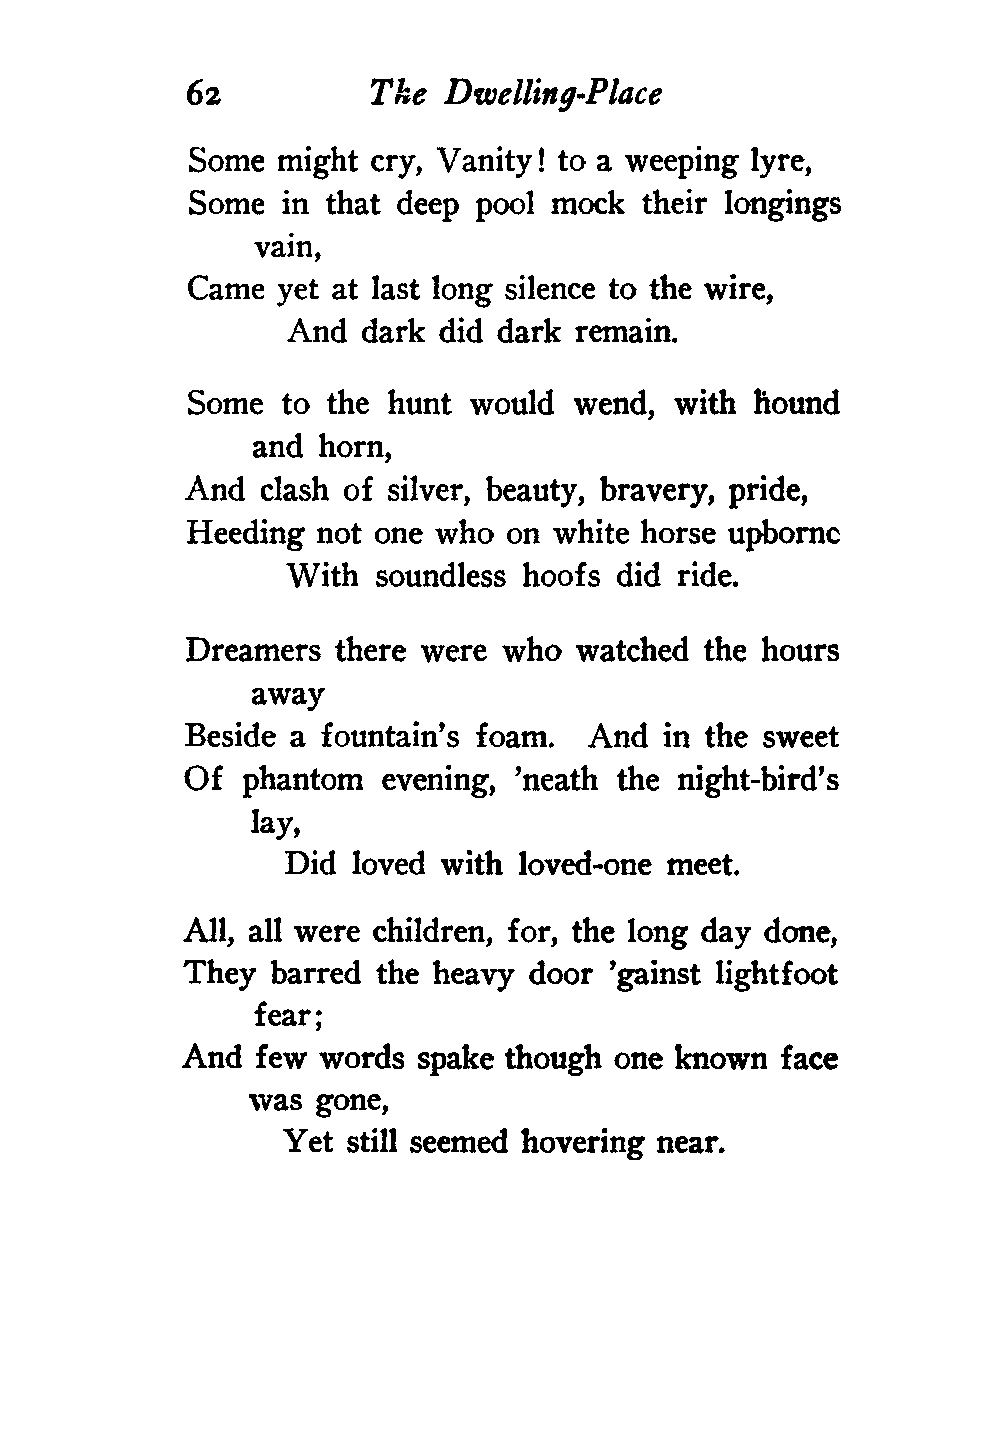 62 The Dwelling-Place
Some might cry, Vanity! to a weeping lyre,
Some in that deep pool mock their longings
vain,
Came yet at last long silence to the wire,
And dark did dark remain.
Some to the hunt would wend, with hound
and horn,
And clash of silver, beauty, bravery, pride,
Heeding not one who on white horse upborne
With soundless hoofs did ride.
Dreamers there were who watched the hours
away
Beside a fountain's foam. And in the sweet
Of phantom evening, 'neath the night-bird's
lay,
Did loved with loved-one meet.
All, all were children, for, the long day done,
They barred the heavy door 'gainst lightfoot
fear;
And few words spake though one known face
was gone,
Yet still seemed hovering near.